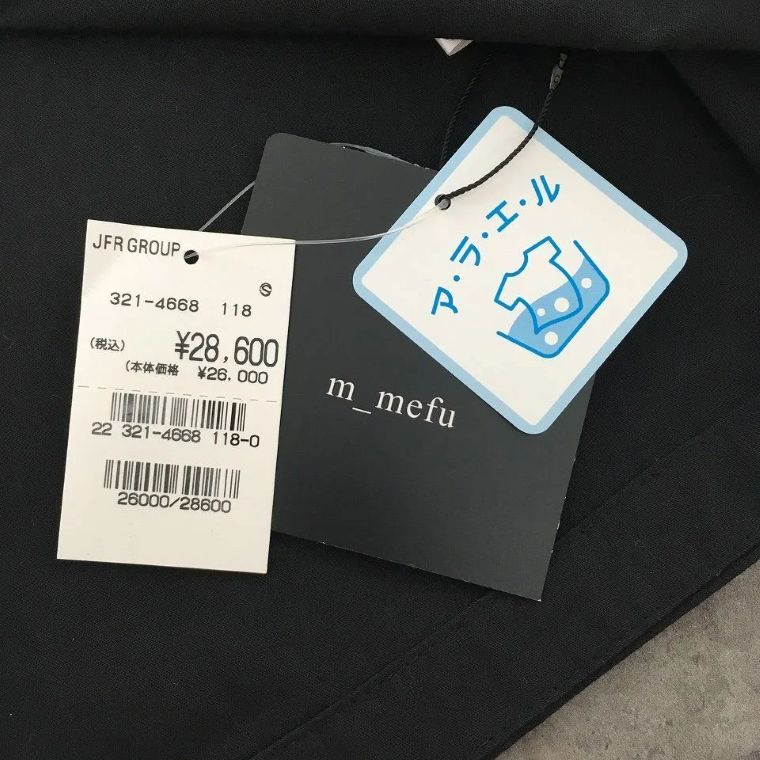 JFR GROUP
S
321-4668 118
(税込) ¥28,600
(本体価格 ¥26,000
22 321-4668 118-0
26000/28600
m_mefu
ア・ラ・エ・ル